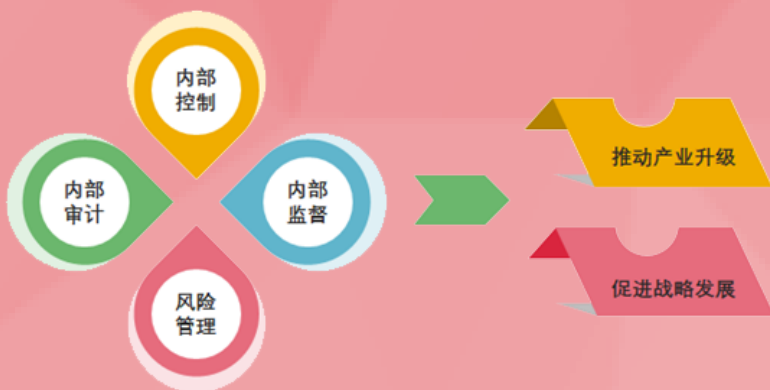 内部
控制
内部
审计
内部
监督
风险
管理
推动产业升级
促进战略发展